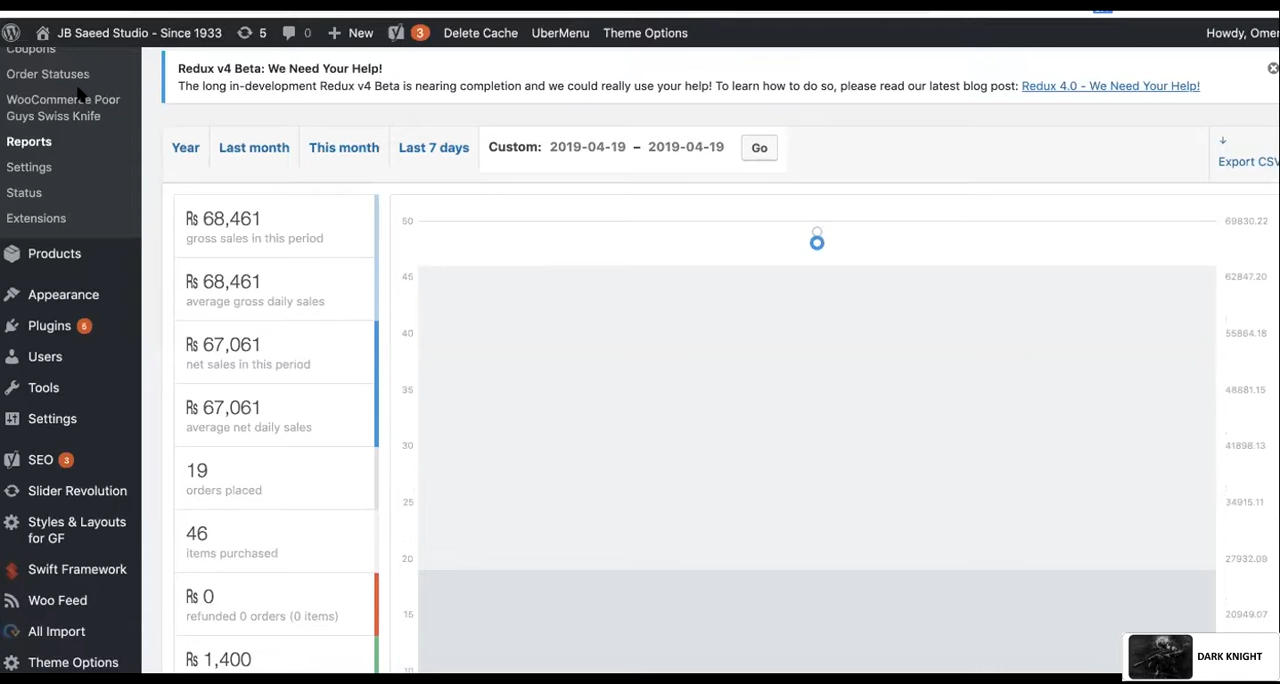 JB Saeed Studio - Since 1933 5 0 New 3 Delete Cache UberMenu Theme Options Howdy, Omer
Coupons
Order Statuses
WooCommerce Poor
Guys Swiss Knife
Reports
Settings
Status
Extensions
Products
Appearance
Plugins 6
Users
Tools
Settings
SEO 3
Slider Revolution
Styles & Layouts
for GF
Swift Framework
Woo Feed
All Import
Theme Options
Redux v4 Beta: We Need Your Help!
The long in-development Redux v4 Beta is nearing completion and we could really use your help! To learn how to do so, please read our latest blog post: Redux 4.0 - We Need Your Help!
Year Last month This month Last 7 days Custom: 2019-04-19 – 2019-04-19 Go
Export CSV
₨ 68,461
gross sales in this period
₨ 68,461
average gross daily sales
₨ 67,061
net sales in this period
₨ 67,061
average net daily sales
19
orders placed
46
items purchased
₨ 0
refunded 0 orders (0 items)
₨ 1,400
50 69830.22
45 62847.20
40 55864.18
35 48881.15
30 41898.13
25 34915.11
20 27932.09
15 20949.07
10
DARK KNIGHT